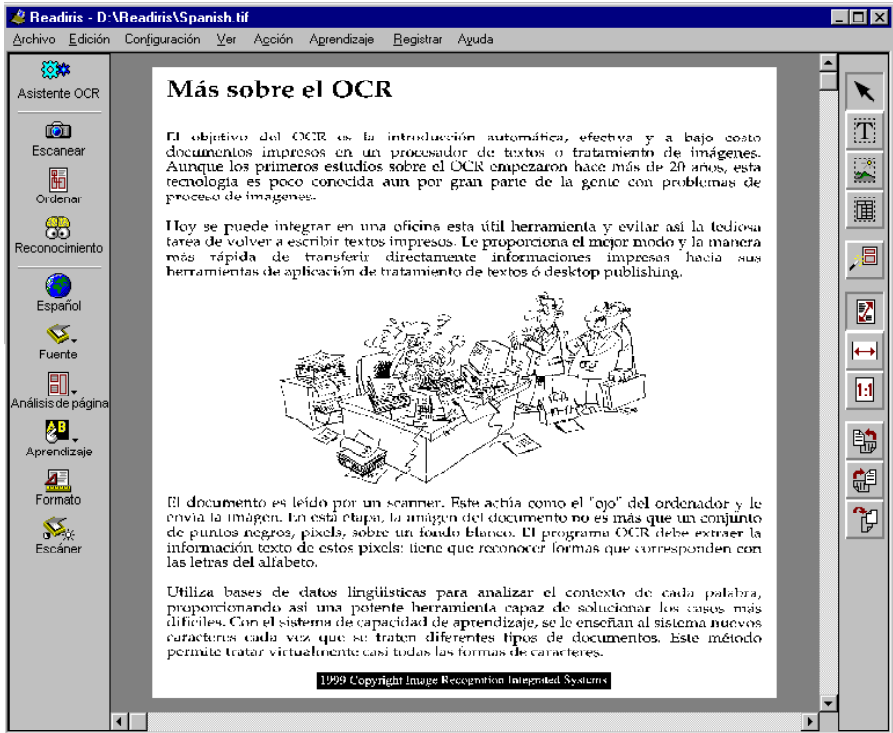 Readiris - D:\Readiris\Spanish.tif
Archivo Edición Configuración Ver Acción Aprendizaje Registrar Ayuda
Asistente OCR
Escanear
Ordenar
Reconocimiento
Español
Fuente
Análisis de página
Aprendizaje
Formato
Escáner
Más sobre el OCR
El objetivo del OCR es la introducción automática, efectiva y a bajo costo
documentos impresos en un procesador de textos o tratamiento de imágenes.
Aunque los primeros estudios sobre el OCR empezaron hace más de 20 años, esta
tecnología es poco conocida aun por gran parte de la gente con problemas de
proceso de imagenes.
Hoy se puede integrar en una oficina esta útil herramienta y evitar así la tediosa
tarea de volver a escribir textos impresos. Le proporciona el mejor modo y la manera
más rápida de transferir directamente informaciones impresas hacia sus
herramientas de aplicación de tratamiento de textos ó desktop publishing.
El documento es leído por un scanner. Este actúa como el "ojo" del ordenador y le
envía la imágen. En está etapa, la imágen del documento no es más que un conjunto
de puntos negros, pixels, sobre un fondo blanco. El programa OCR debe extraer la
información texto de estos pixels: tiene que reconocer formas que corresponden con
las letras del alfabeto.
Utiliza bases de datos lingüísticas para analizar el contexto de cada palabra,
proporcionando así una potente herramienta capaz de solucionar los casos más
difíciles. Con el sistema de capacidad de aprendizaje, se le enseñan al sistema nuevos
caracteres cada vez que se traten diferentes tipos de documentos. Este método
permite tratar virtualmente casi todas las formas de caracteres.
1999 Copyright Image Recognition Integrated Systems
T
1:1